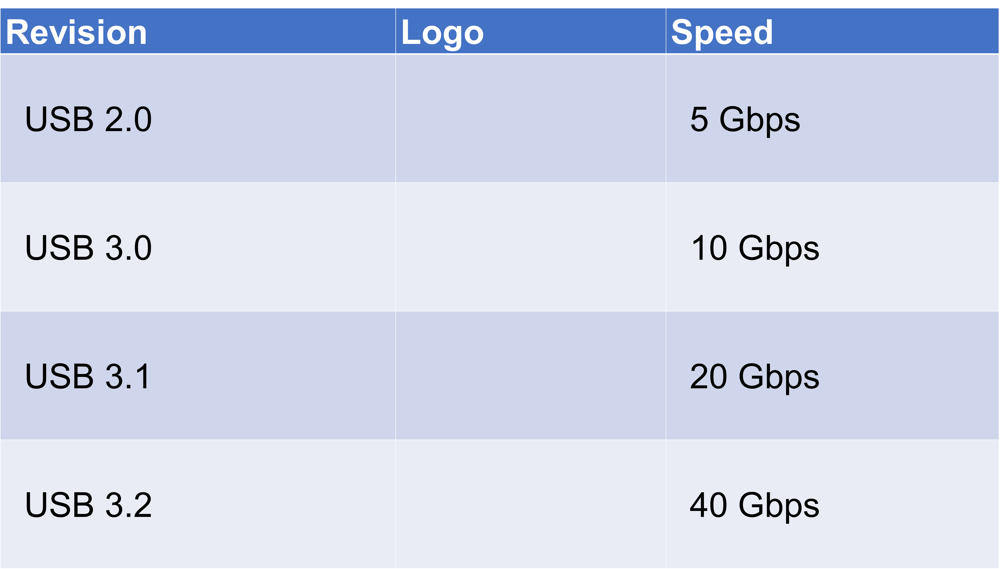 Revision Logo Speed
USB 2.0 5 Gbps
USB 3.0 10 Gbps
USB 3.1 20 Gbps
USB 3.2 40 Gbps